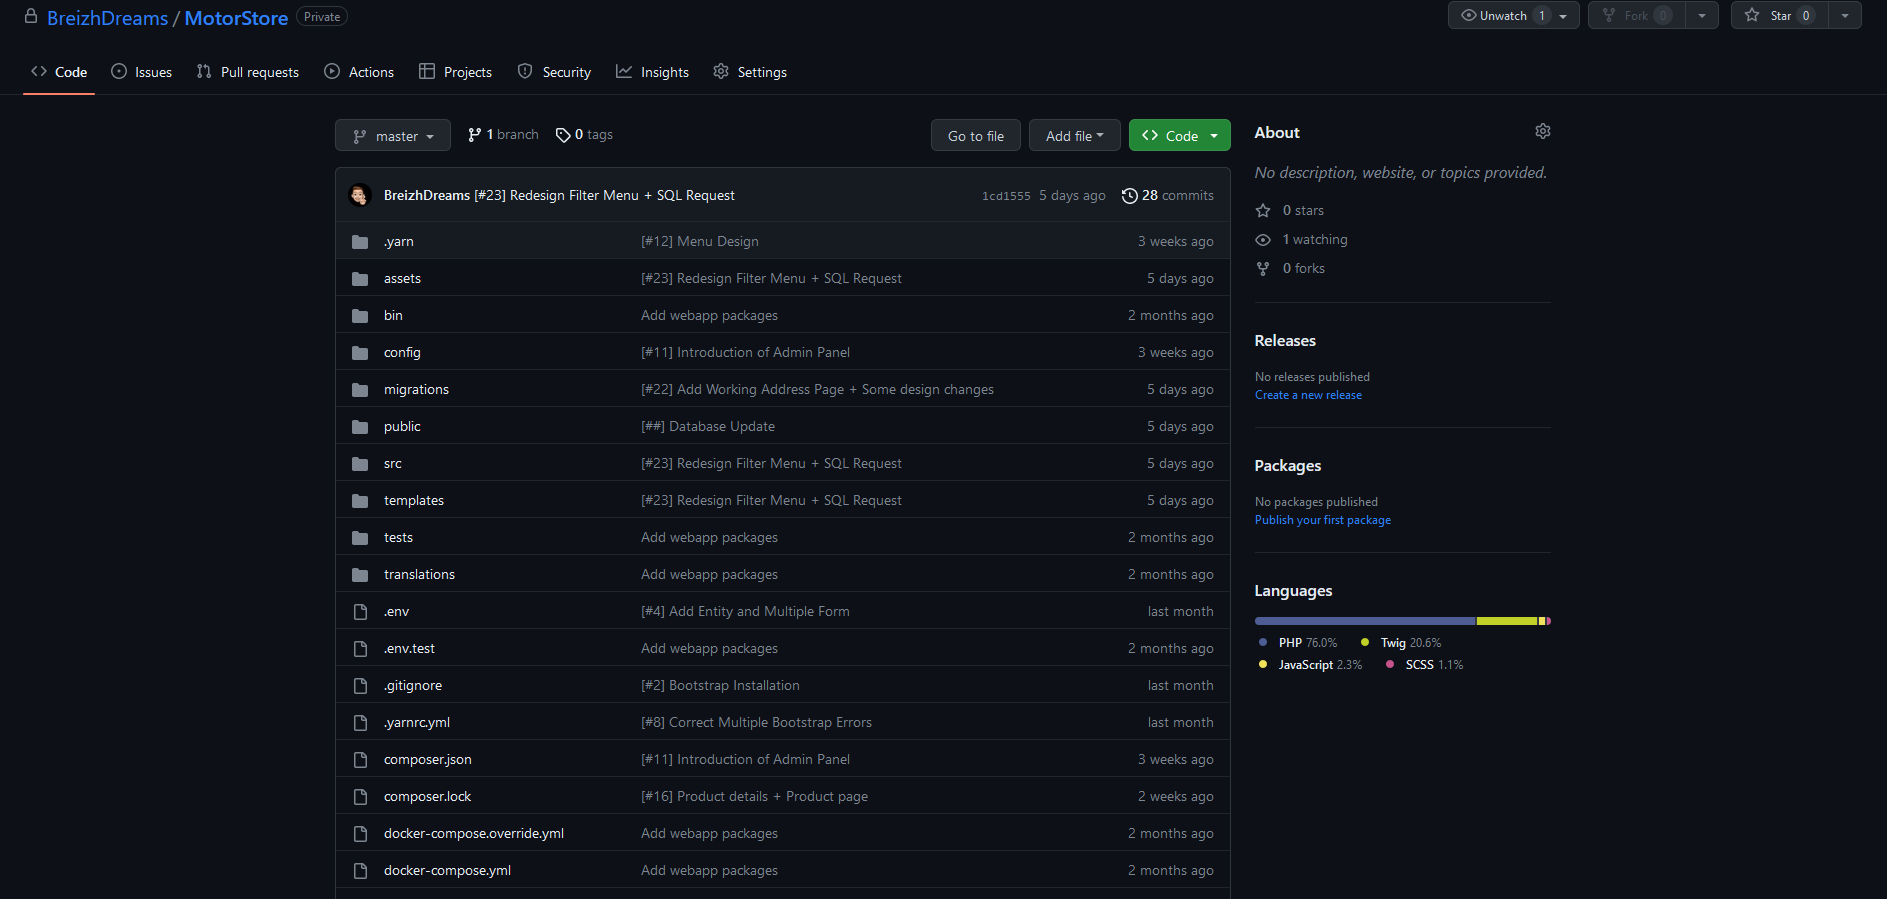 BreizhDreams / MotorStore Private
Unwatch 1 Fork 0 Star 0
Code Issues Pull requests Actions Projects Security Insights Settings
master 1 branch 0 tags Go to file Add file Code
BreizhDreams [#23] Redesign Filter Menu + SQL Request 1cd1555 5 days ago 28 commits
.yarn [#12] Menu Design 3 weeks ago
assets [#23] Redesign Filter Menu + SQL Request 5 days ago
bin Add webapp packages 2 months ago
config [#11] Introduction of Admin Panel 3 weeks ago
migrations [#22] Add Working Address Page + Some design changes 5 days ago
public [##] Database Update 5 days ago
src [#23] Redesign Filter Menu + SQL Request 5 days ago
templates [#23] Redesign Filter Menu + SQL Request 5 days ago
tests Add webapp packages 2 months ago
translations Add webapp packages 2 months ago
.env [#4] Add Entity and Multiple Form last month
.env.test Add webapp packages 2 months ago
.gitignore [#2] Bootstrap Installation last month
.yarnrc.yml [#8] Correct Multiple Bootstrap Errors last month
composer.json [#11] Introduction of Admin Panel 3 weeks ago
composer.lock [#16] Product details + Product page 2 weeks ago
docker-compose.override.yml Add webapp packages 2 months ago
docker-compose.yml Add webapp packages 2 months ago
About
No description, website, or topics provided.
0 stars
1 watching
0 forks
Releases
No releases published
Create a new release
Packages
No packages published
Publish your first package
Languages
PHP 76.0% Twig 20.6%
JavaScript 2.3% SCSS 1.1%